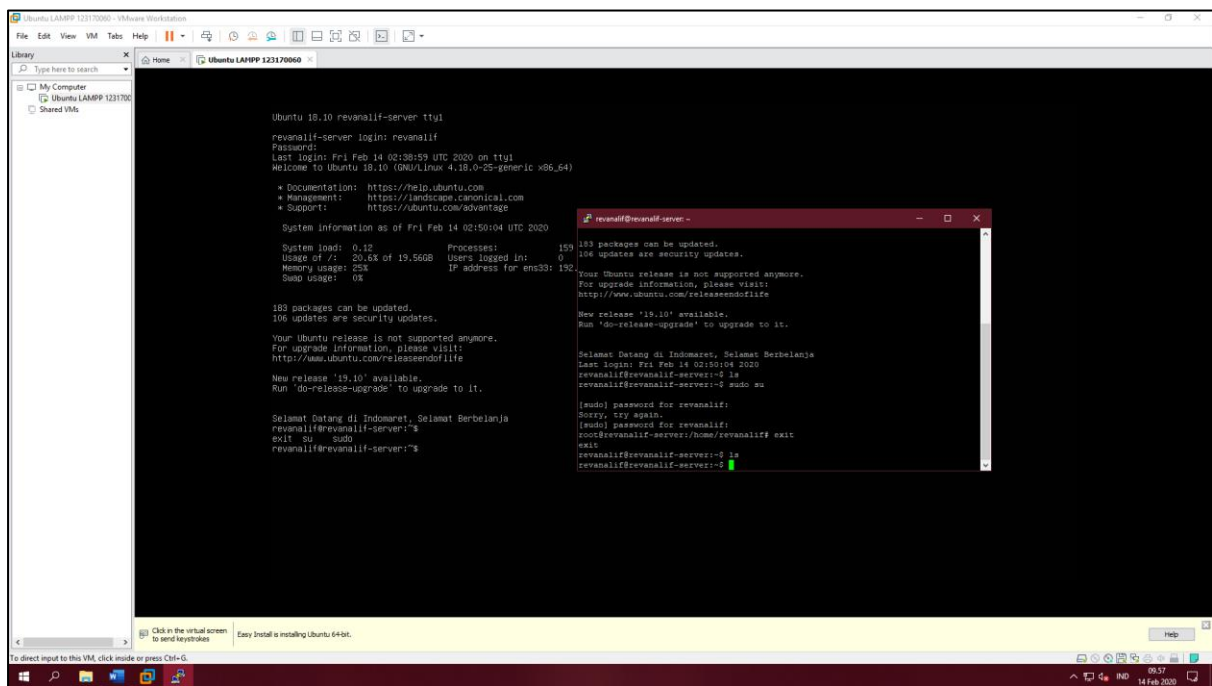 Ubuntu LAMPP 123170060 - VMware Workstation
File Edit View VM Tabs Help
Library
Type here to search
My Computer
Ubuntu LAMPP 1231700
Shared VMs
Home
Ubuntu LAMPP 123170060
Ubuntu 18.10 revanalif-server tty1
revanalif-server login: revanalif
Password:
Last login: Fri Feb 14 02:38:59 UTC 2020 on tty1
Welcome to Ubuntu 18.10 (GNU/Linux 4.18.0-25-generic x86_64)
* Documentation: https://help.ubuntu.com
* Management: https://landscape.canonical.com
* Support: https://ubuntu.com/advantage
System information as of Fri Feb 14 02:50:04 UTC 2020
System load: 0.12 Processes: 159
Usage of /: 20.6% of 19.56GB Users logged in: 0
Memory usage: 25% IP address for ens33: 192.
Swap usage: 0%
183 packages can be updated.
106 updates are security updates.
Your Ubuntu release is not supported anymore.
For upgrade information, please visit:
http://www.ubuntu.com/releaseendoflife
New release '19.10' available.
Run 'do-release-upgrade' to upgrade to it.
Selamat Datang di Indomaret, Selamat Berbelanja
revanalif@revanalif-server:~$
exit su sudo
revanalif@revanalif-server:~$
revanalif@revanalif-server: ~
183 packages can be updated.
106 updates are security updates.
Your Ubuntu release is not supported anymore.
For upgrade information, please visit:
http://www.ubuntu.com/releaseendoflife
New release '19.10' available.
Run 'do-release-upgrade' to upgrade to it.
Selamat Datang di Indomaret, Selamat Berbelanja
Last login: Fri Feb 14 02:50:04 2020
revanalif@revanalif-server:~$ ls
revanalif@revanalif-server:~$ sudo su
[sudo] password for revanalif:
Sorry, try again.
[sudo] password for revanalif:
root@revanalif-server:/home/revanalif# exit
exit
revanalif@revanalif-server:~$ ls
revanalif@revanalif-server:~$
Click in the virtual screen
to send keystrokes
Easy Install is installing Ubuntu 64-bit.
Help
To direct input to this VM, click inside or press Ctrl+G.
IND
09.57
14 Feb 2020